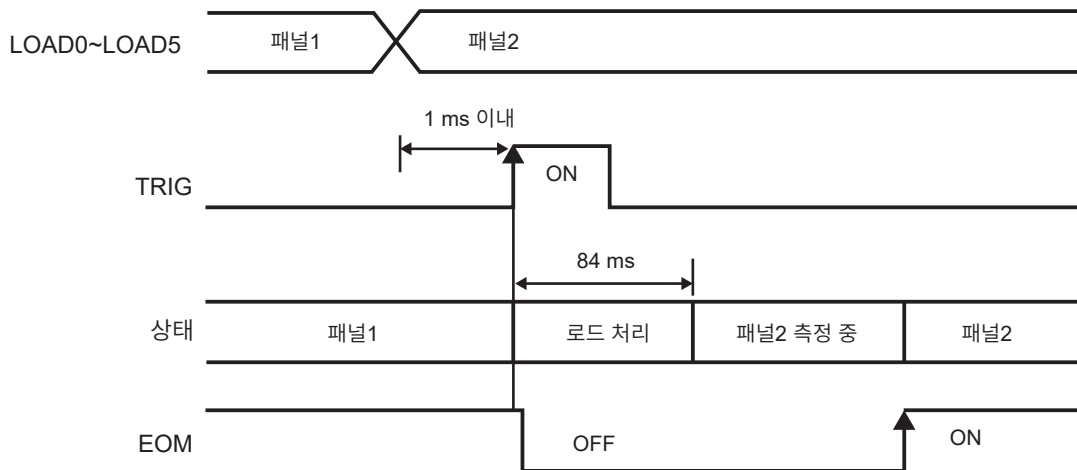 LOAD0~LOAD5
패널1
패널2
1 ms 이내
TRIG
ON
84 ms
상태
패널1
로드 처리
패널2 측정 중
패널2
EOM
OFF
ON